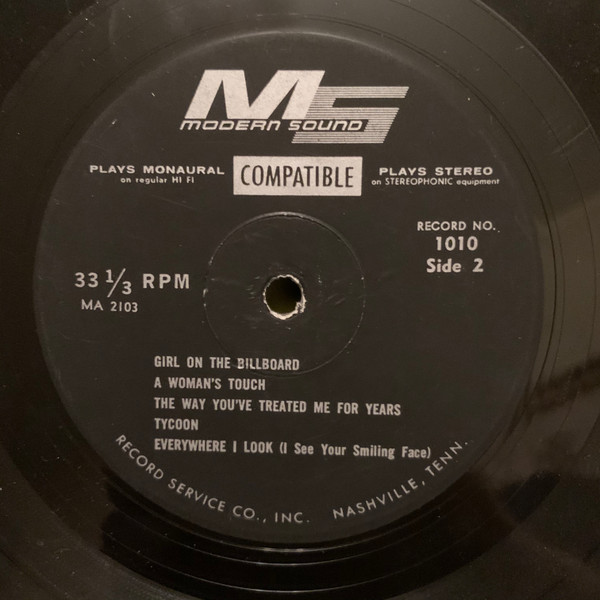 MS
MODERN SOUND
PLAYS MONAURAL
on regular HI FI
COMPATIBLE
PLAYS STEREO
on STEREOPHONIC equipment
RECORD NO.
1010
Side 2
33 1/3 RPM
MA 2103
GIRL ON THE BILLBOARD
A WOMAN'S TOUCH
THE WAY YOU'VE TREATED ME FOR YEARS
TYCOON
EVERYWHERE I LOOK (I See Your Smiling Face)
RECORD SERVICE CO., INC. NASHVILLE, TENN.